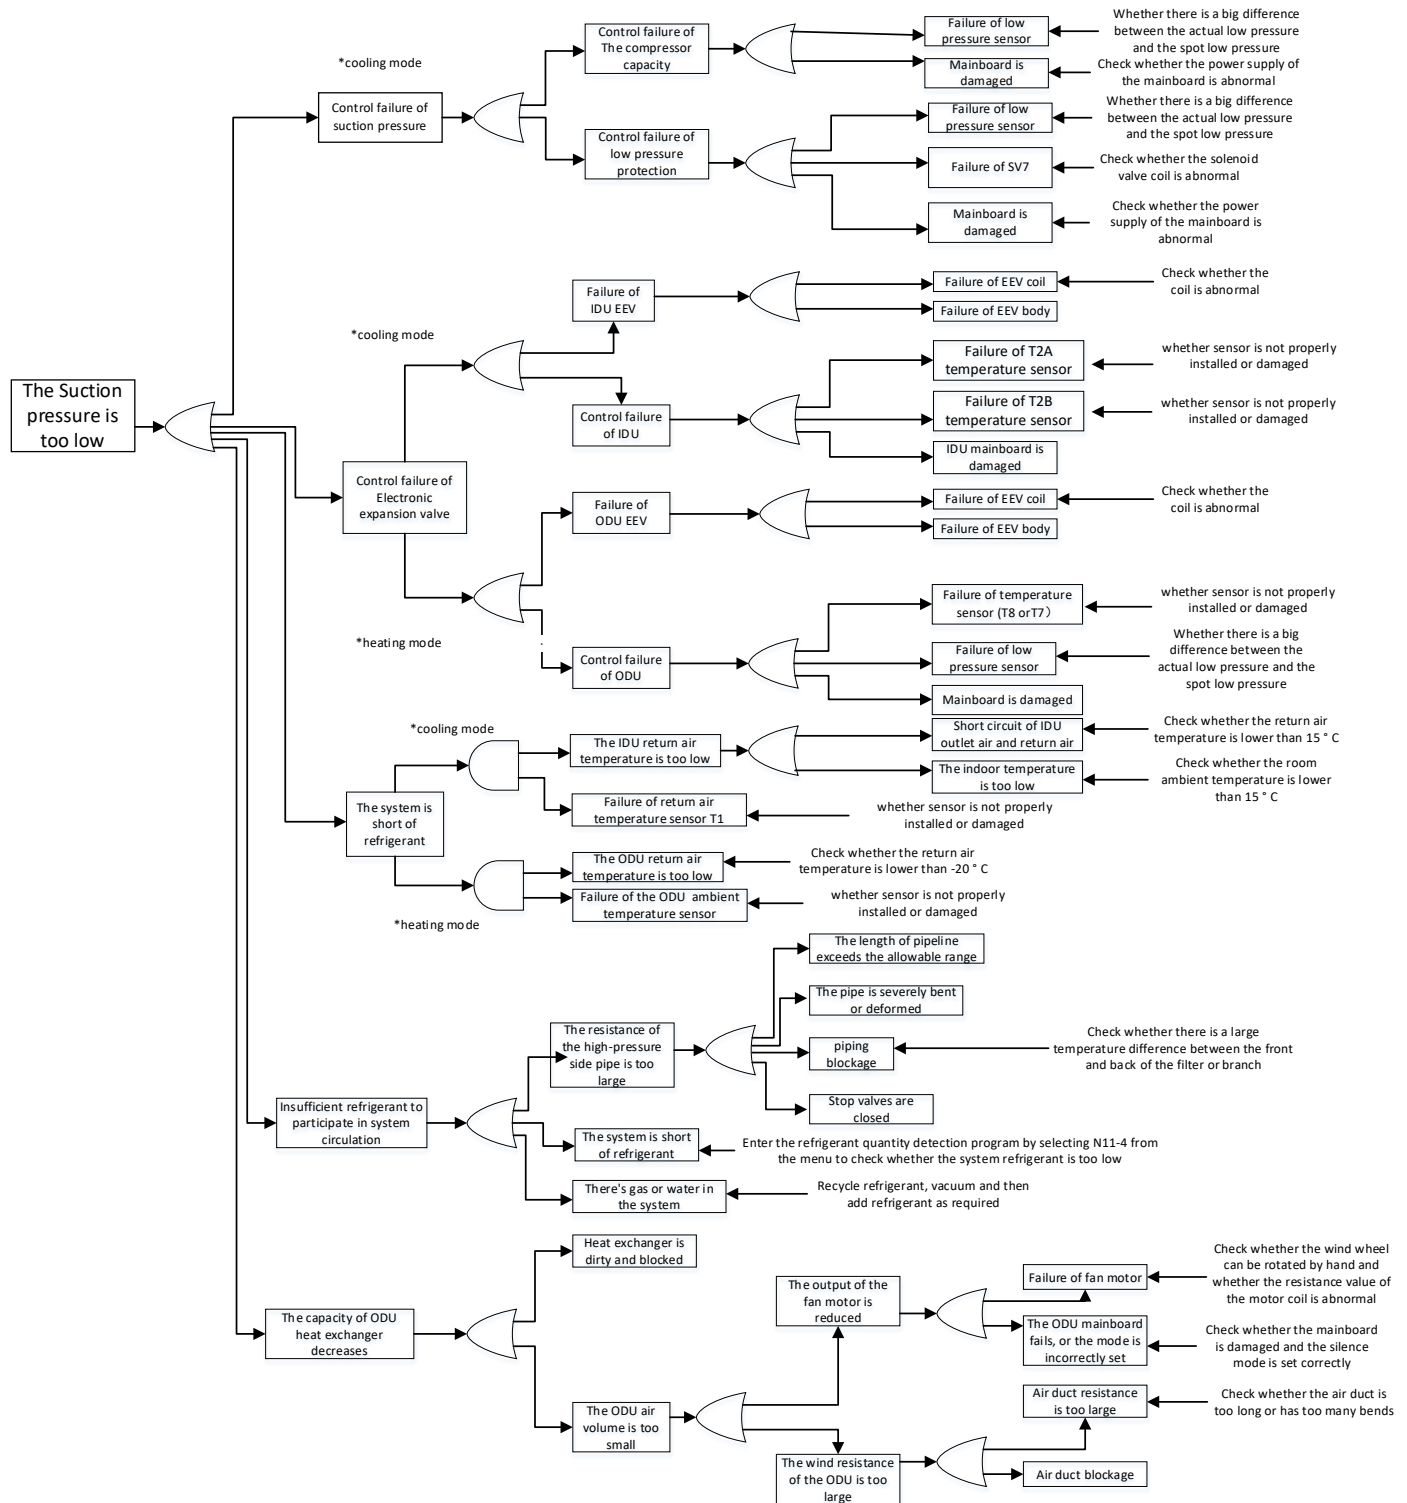 *cooling mode
Control failure of
The compressor
capacity
Failure of low
pressure sensor
Whether there is a big difference
between the actual low pressure
and the spot low pressure
Mainboard is
damaged
Check whether the power supply of
the mainboard is abnormal
Control failure of
suction pressure
Control failure of
low pressure
protection
Failure of low
pressure sensor
Whether there is a big difference
between the actual low pressure
and the spot low pressure
Failure of SV7
Check whether the solenoid
valve coil is abnormal
Mainboard is
damaged
Check whether the power
supply of the mainboard is
abnormal
The Suction
pressure is
too low
*cooling mode
Failure of
IDU EEV
Failure of EEV coil
Check whether the
coil is abnormal
Failure of EEV body
Control failure
of IDU
Failure of T2A
temperature sensor
whether sensor is not properly
installed or damaged
Failure of T2B
temperature sensor
whether sensor is not properly
installed or damaged
IDU mainboard is
damaged
Control failure of
Electronic
expansion valve
Failure of
ODU EEV
Failure of EEV coil
Check whether the
coil is abnormal
Failure of EEV body
*heating mode
Control failure
of ODU
Failure of temperature
sensor (T8 orT7）
whether sensor is not properly
installed or damaged
Failure of low
pressure sensor
Whether there is a big
difference between the
actual low pressure and the
spot low pressure
Mainboard is damaged
*cooling mode
The IDU return air
temperature is too low
Short circuit of IDU
outlet air and return air
Check whether the return air
temperature is lower than 15 ° C
The indoor temperature
is too low
Check whether the room
ambient temperature is lower
than 15 ° C
The system is
short of
refrigerant
Failure of return air
temperature sensor T1
whether sensor is not properly
installed or damaged
The ODU return air
temperature is too low
Check whether the return air
temperature is lower than -20 ° C
Failure of the ODU ambient
temperature sensor
whether sensor is not properly
installed or damaged
*heating mode
The length of pipeline
exceeds the allowable range
The pipe is severely bent
or deformed
The resistance of
the high-pressure
side pipe is too
large
piping
blockage
Check whether there is a large
temperature difference between the front
and back of the filter or branch
Stop valves are
closed
Insufficient refrigerant to
participate in system
circulation
The system is short
of refrigerant
Enter the refrigerant quantity detection program by selecting N11-4 from
the menu to check whether the system refrigerant is too low
There's gas or water in
the system
Recycle refrigerant, vacuum and then
add refrigerant as required
Heat exchanger is
dirty and blocked
The capacity of ODU
heat exchanger
decreases
The output of the
fan motor is
reduced
Failure of fan motor
Check whether the wind wheel
can be rotated by hand and
whether the resistance value of
the motor coil is abnormal
The ODU mainboard
fails, or the mode is
incorrectly set
Check whether the mainboard
is damaged and the silence
mode is set correctly
The ODU air
volume is too
small
Air duct resistance
is too large
Check whether the air duct is
too long or has too many bends
The wind resistance
of the ODU is too
large
Air duct blockage